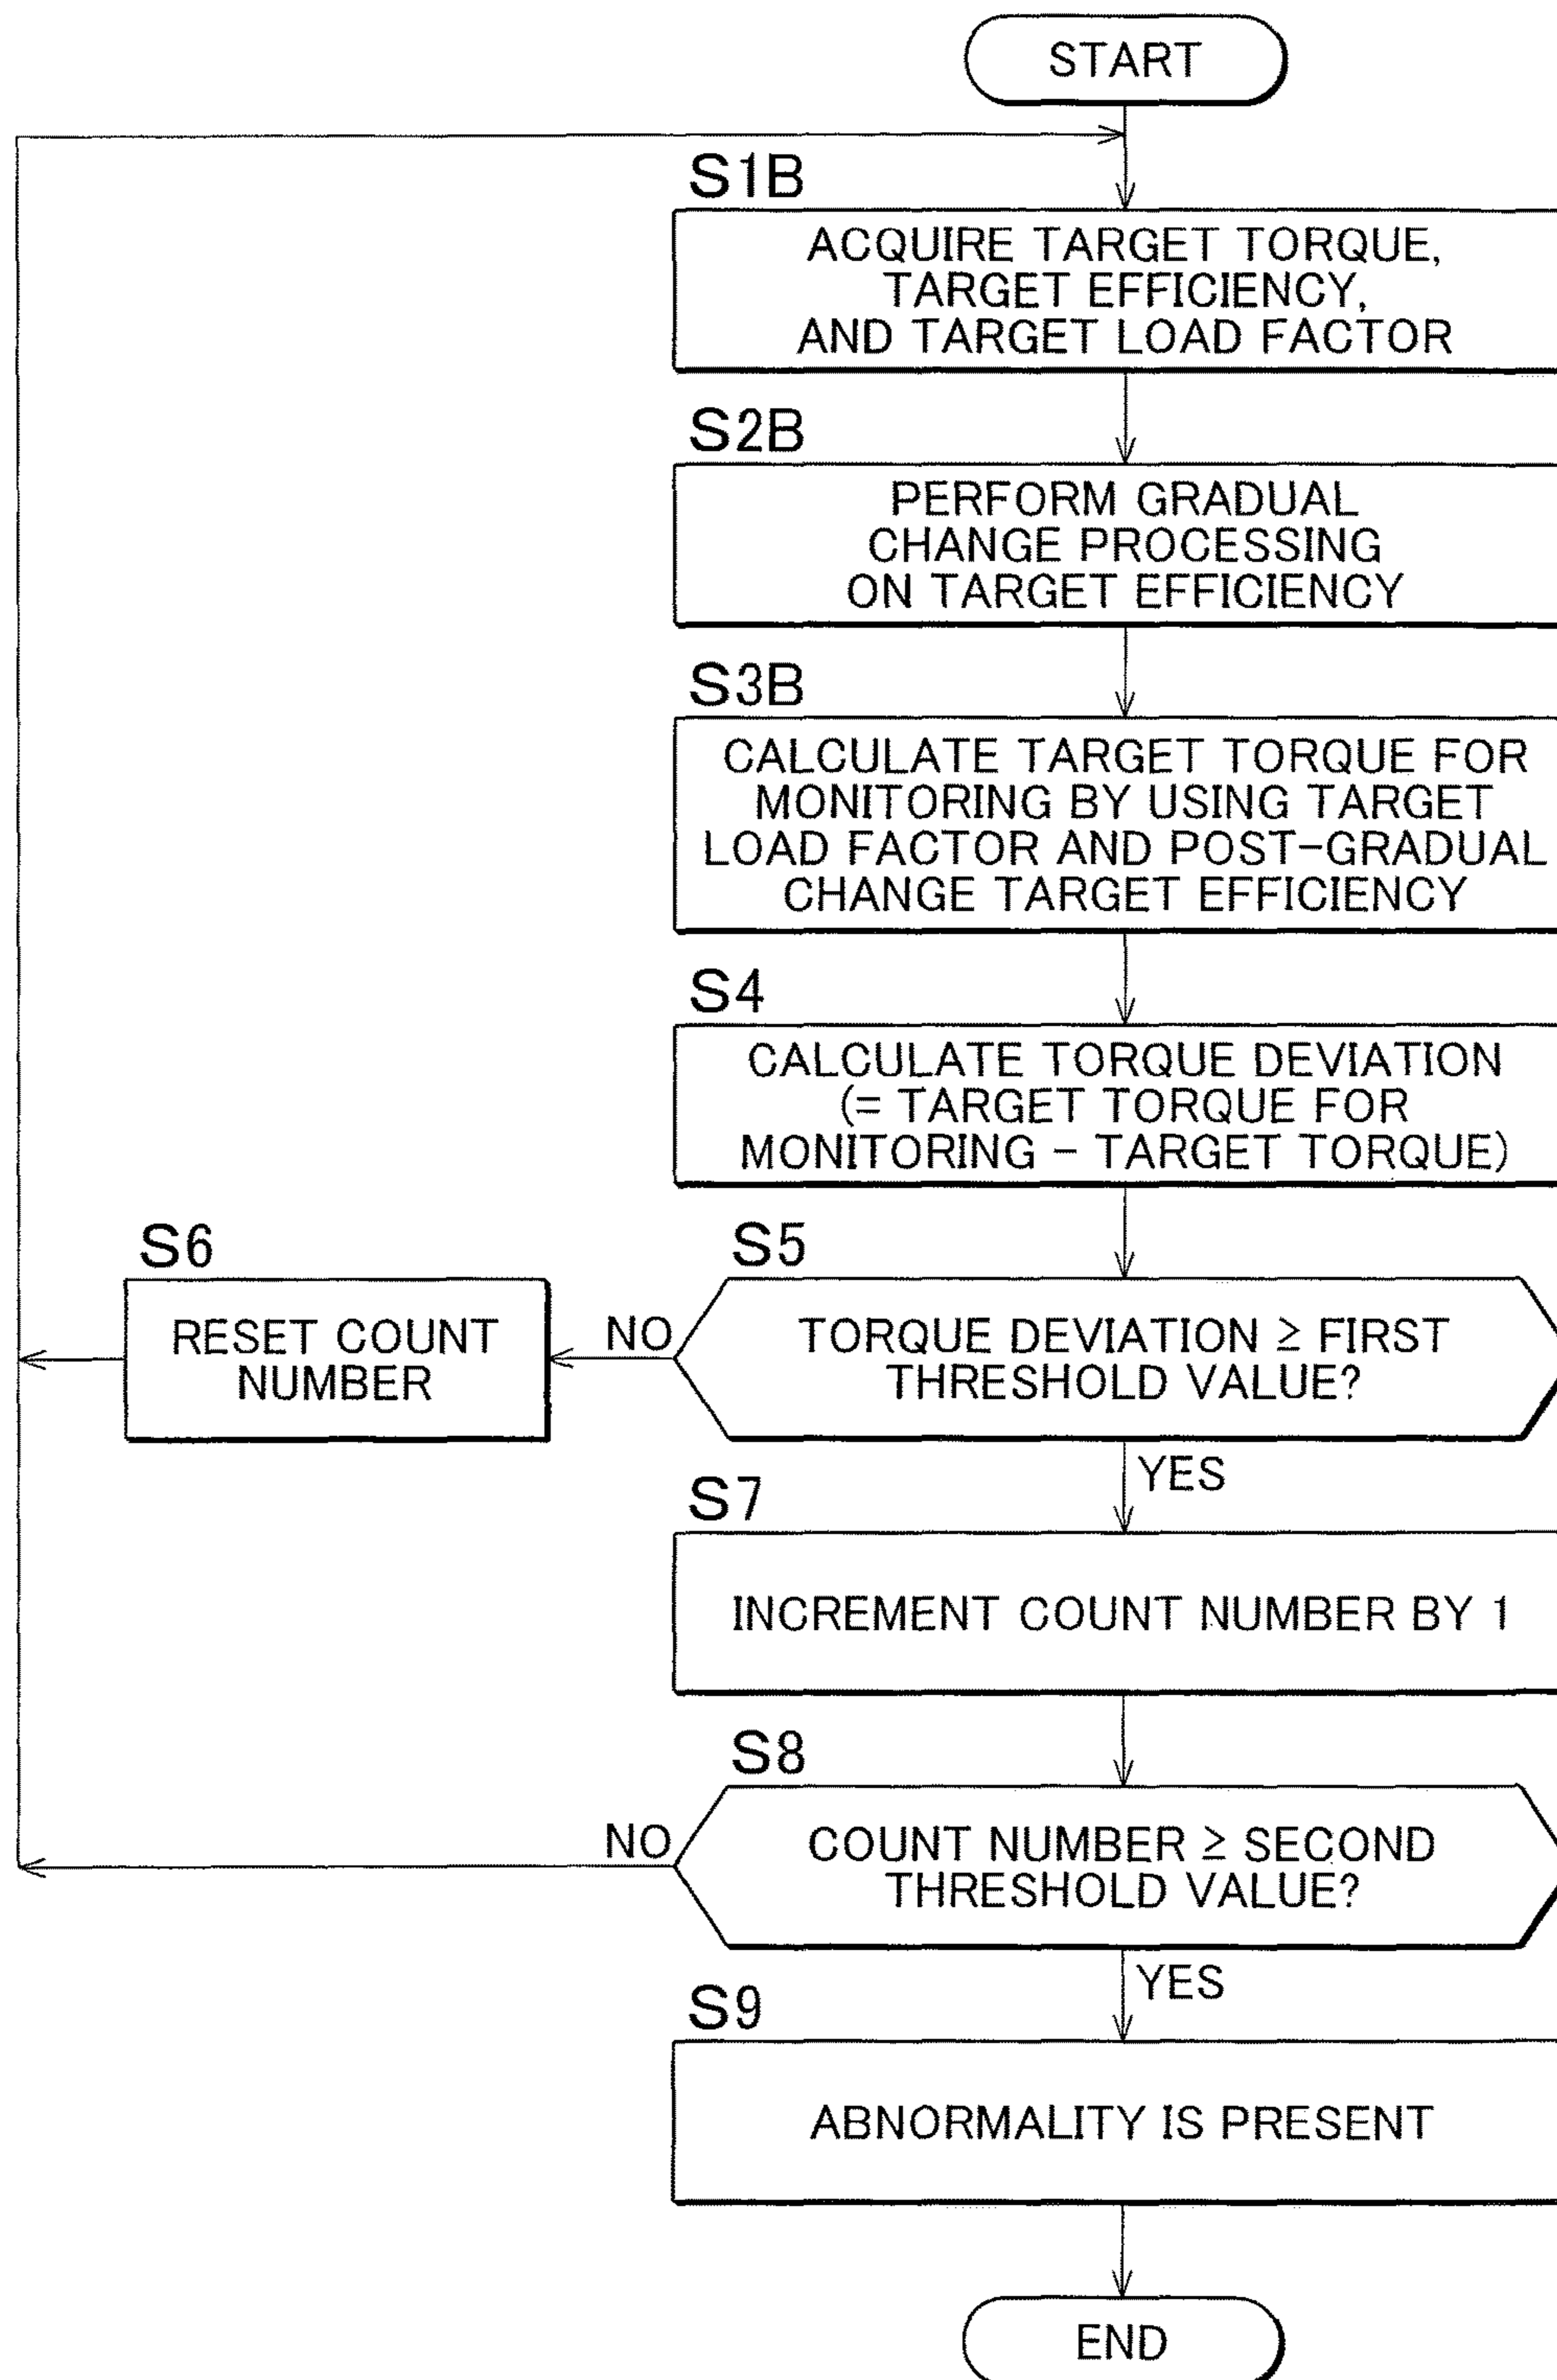 START
S1B
ACQUIRE TARGET TORQUE,
TARGET EFFICIENCY,
AND TARGET LOAD FACTOR
S2B
PERFORM GRADUAL
CHANGE PROCESSING
ON TARGET EFFICIENCY
S3B
CALCULATE TARGET TORQUE FOR
MONITORING BY USING TARGET
LOAD FACTOR AND POST-GRADUAL
CHANGE TARGET EFFICIENCY
S4
CALCULATE TORQUE DEVIATION
(= TARGET TORQUE FOR
MONITORING - TARGET TORQUE)
S5
TORQUE DEVIATION ≥ FIRST
THRESHOLD VALUE?
NO
S6
RESET COUNT
NUMBER
YES
S7
INCREMENT COUNT NUMBER BY 1
S8
COUNT NUMBER ≥ SECOND
THRESHOLD VALUE?
NO
YES
S9
ABNORMALITY IS PRESENT
END